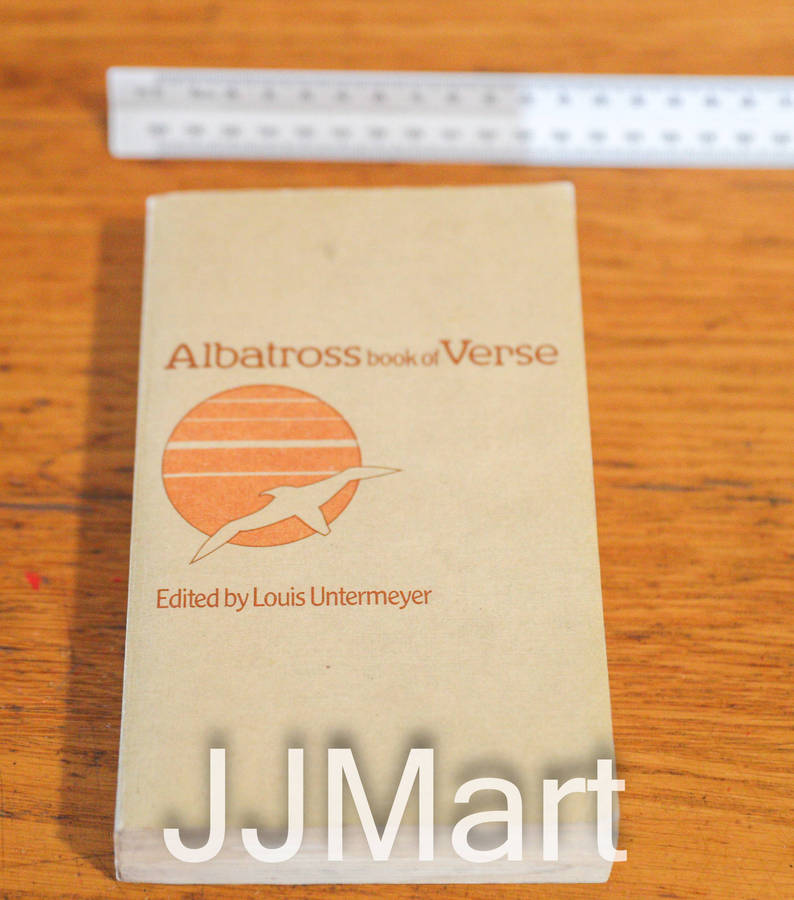 Albatross book of Verse
Edited by Louis Untermeyer
JJMart